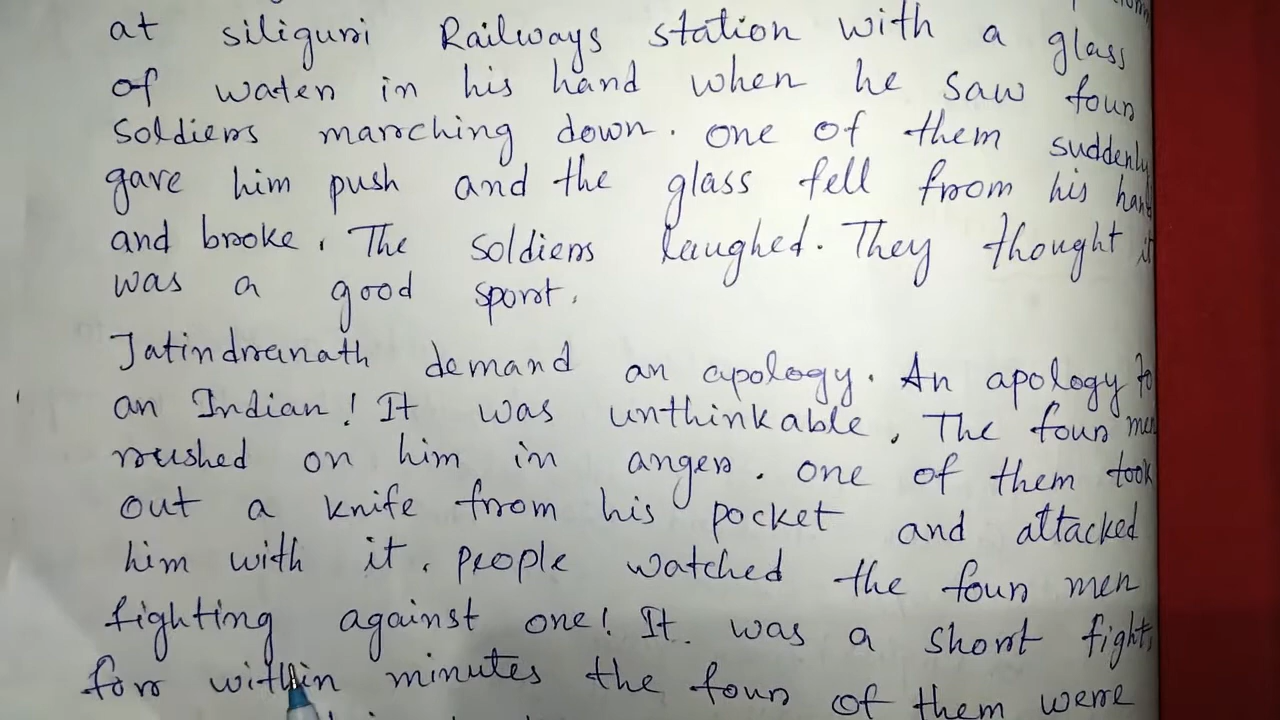 at siliguri Railways station with a glass
of water in his hand when he saw four
Soldiers marching down. one of them suddenly
gave him push and the glass fell from his hand
and broke. The soldiers laughed. They thought it
was a good sport.
Jatindranath demand an apology. An apology to
an Indian! It was unthinkable. The four men
rushed on him in anger. one of them took
out a knife from his pocket and attacked
him with it. people watched the four men
fighting against one! It was a short fight,
for within minutes the four of them were